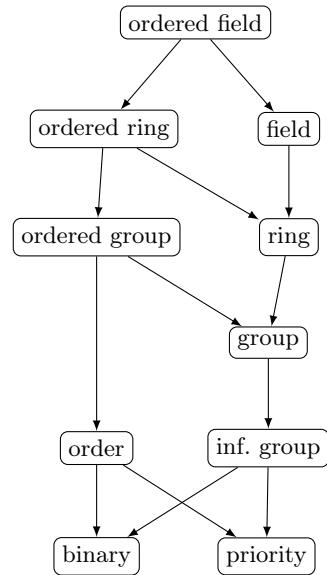 ordered field
ordered ring
field
ordered group
ring
group
order
inf. group
binary
priority